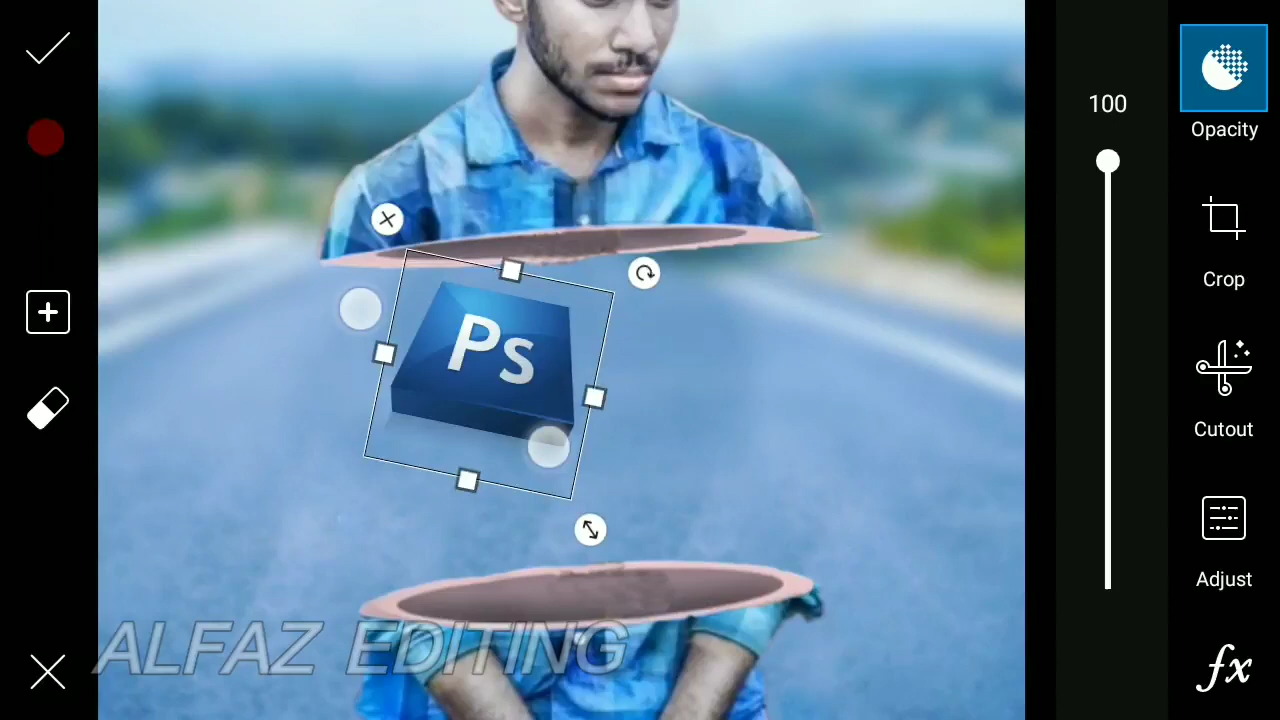 100
Opacity
Crop
Ps
Cutout
Adjust
fx
ALFAZ EDITING